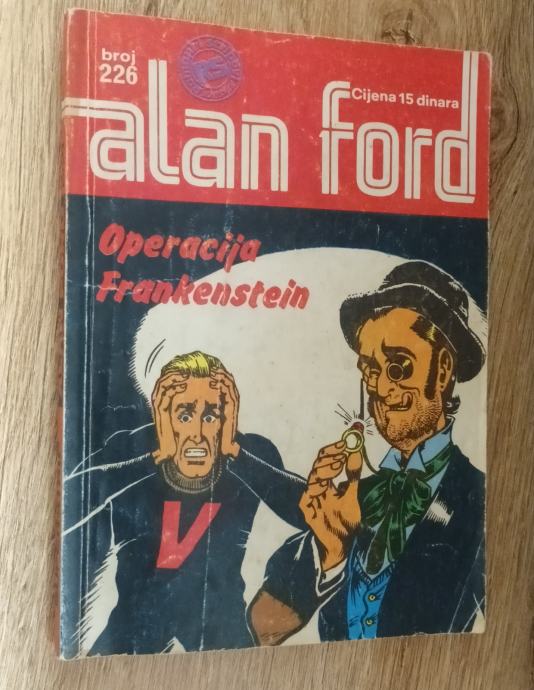 broj
226
Cijena 15 dinara
alan ford
Operacija
Frankenstein
V